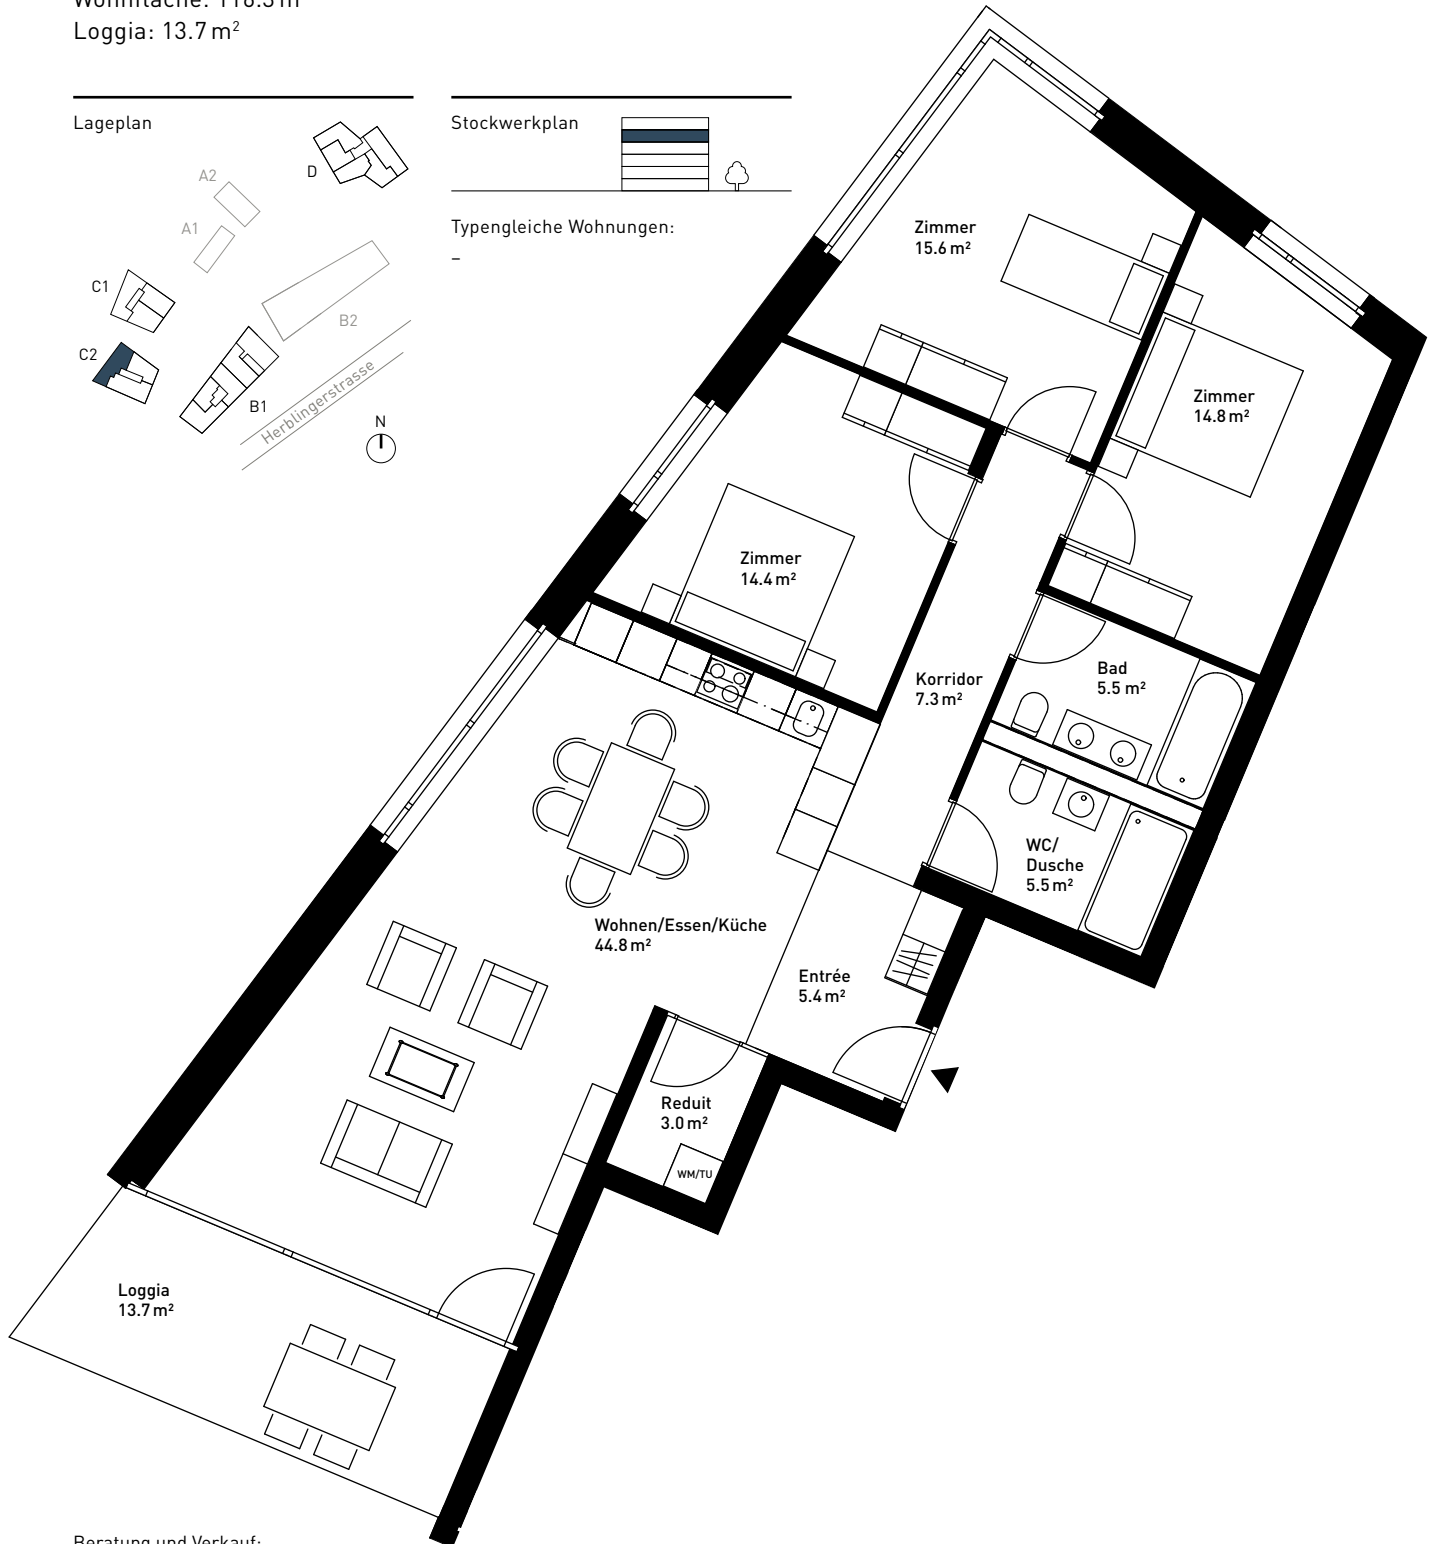 Loggia: 13.7 m²
Lageplan
Stockwerkplan
Typengleiche Wohnungen:
–
D
A2
A1
C1
B2
C2
B1
Herblingerstrasse
N
Zimmer
15.6 m²
Zimmer
14.8 m²
Zimmer
14.4 m²
Korridor
7.3 m²
Bad
5.5 m²
WC/
Dusche
5.5 m²
Wohnen/Essen/Küche
44.8 m²
Entrée
5.4 m²
Reduit
3.0 m²
WM/TU
Loggia
13.7 m²
Beratung und Verkauf: